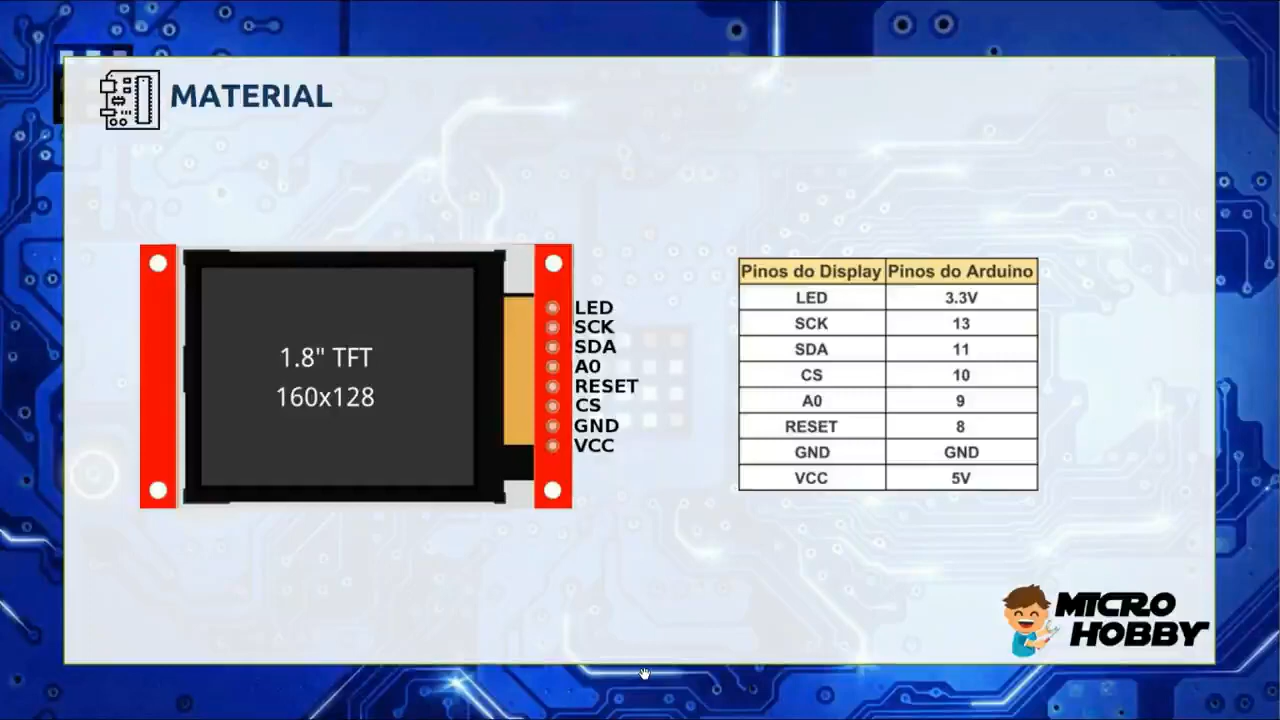 MATERIAL
1.8" TFT
160x128
LED
SCK
SDA
A0
RESET
CS
GND
VCC
Pinos do Display Pinos do Arduino
LED 3.3V
SCK 13
SDA 11
CS 10
A0 9
RESET 8
GND GND
VCC 5V
MICRO
HOBBY